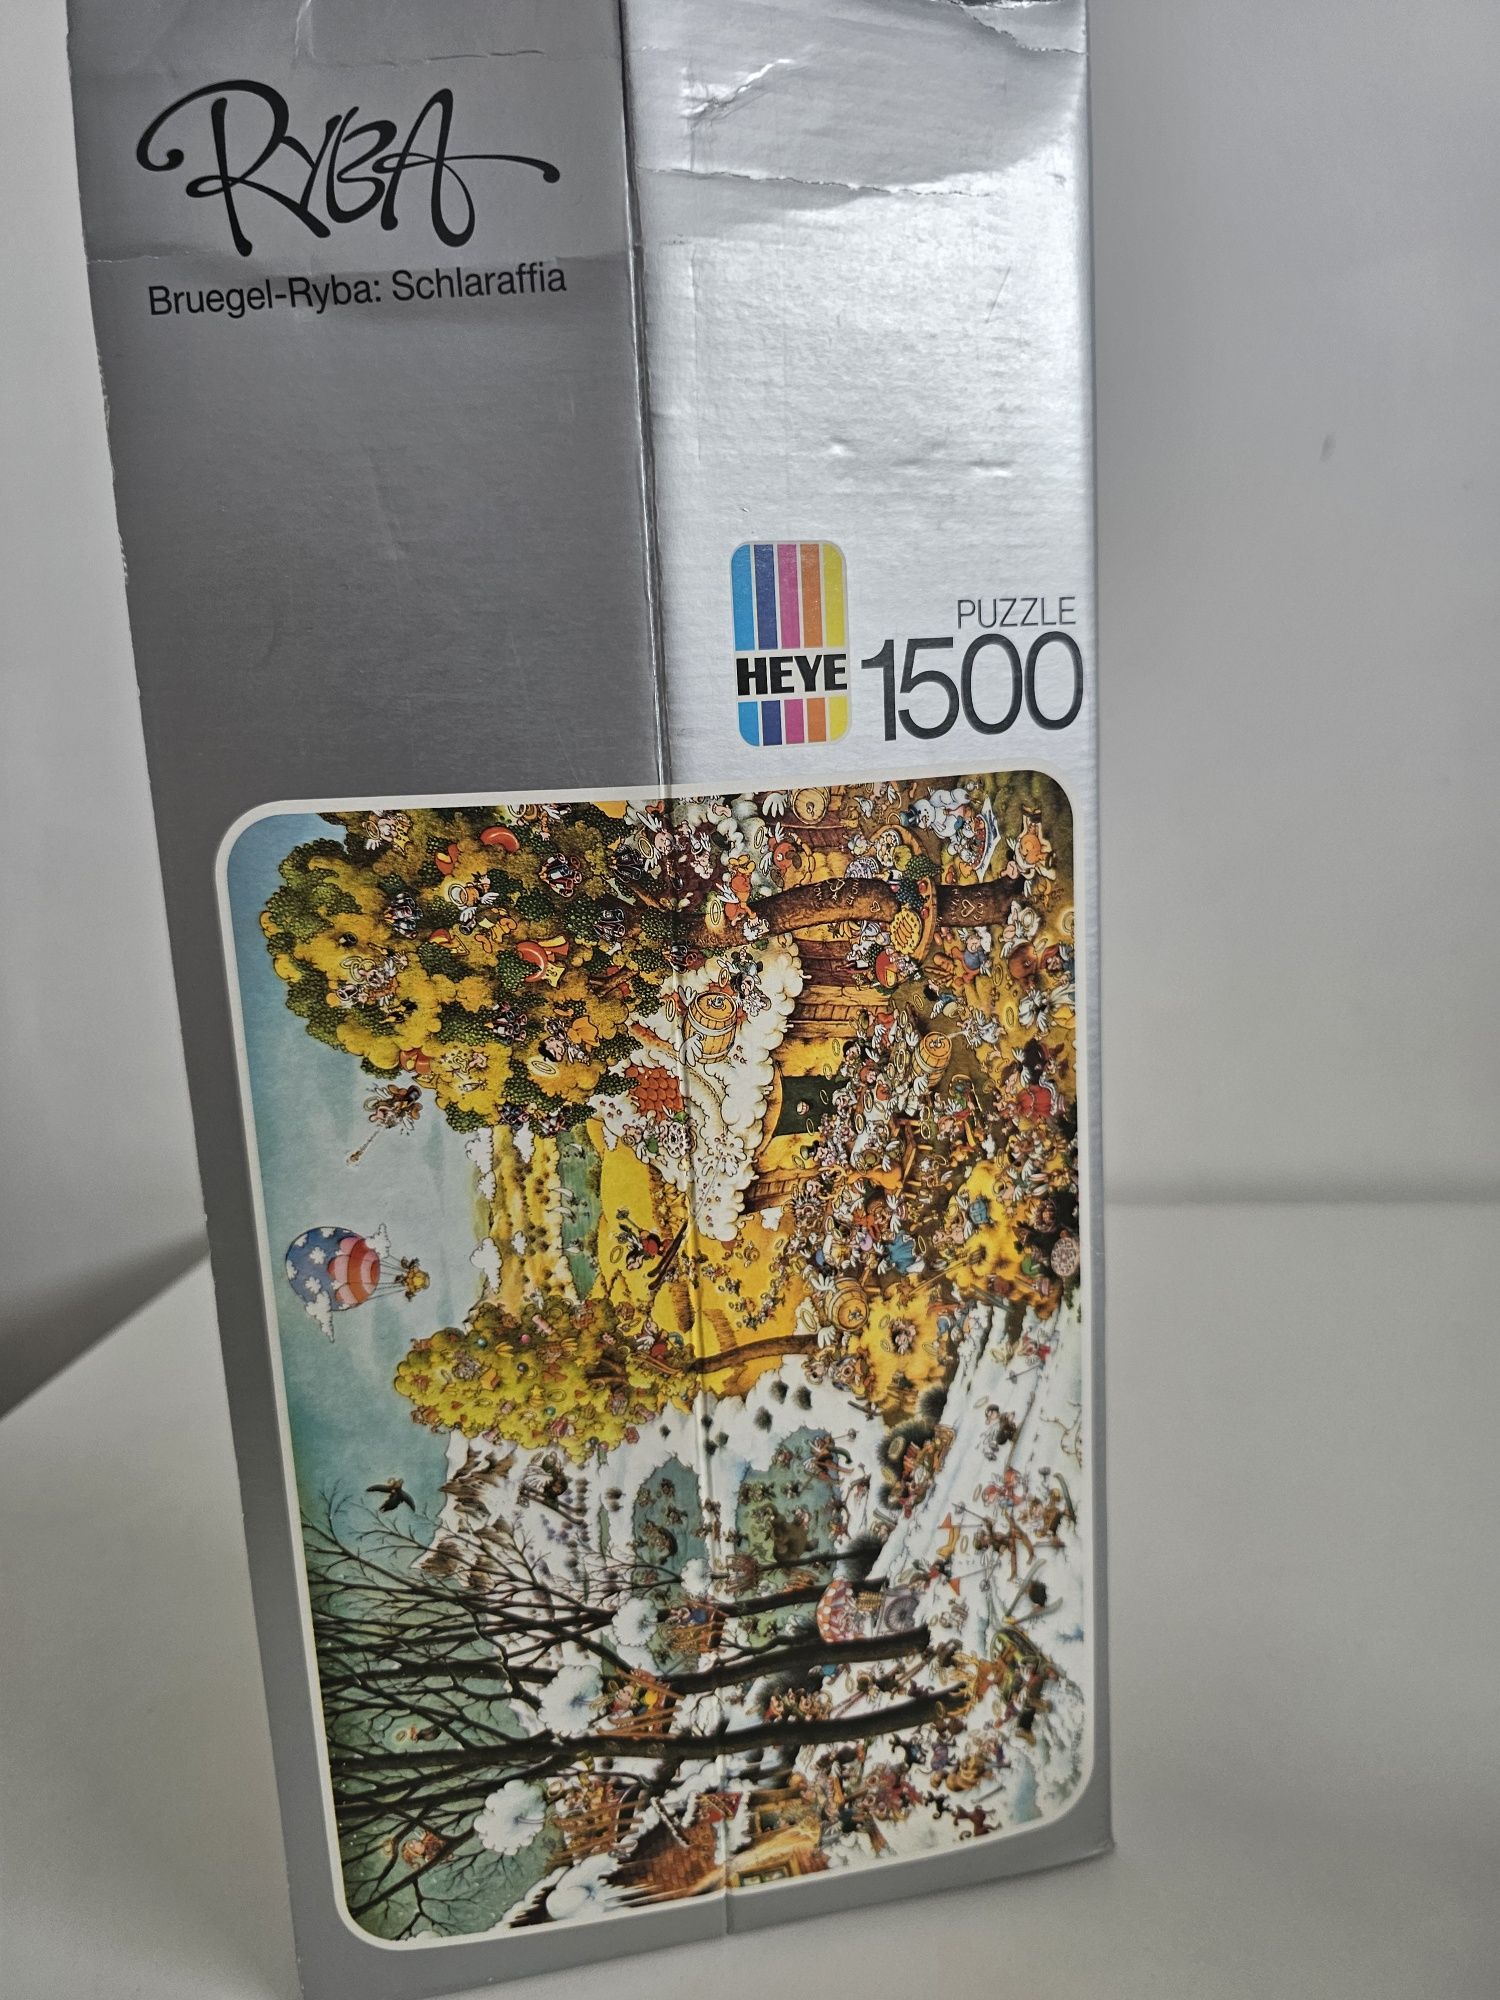 RYBA
Bruegel-Ryba: Schlaraffia
HEYE
PUZZLE
1500